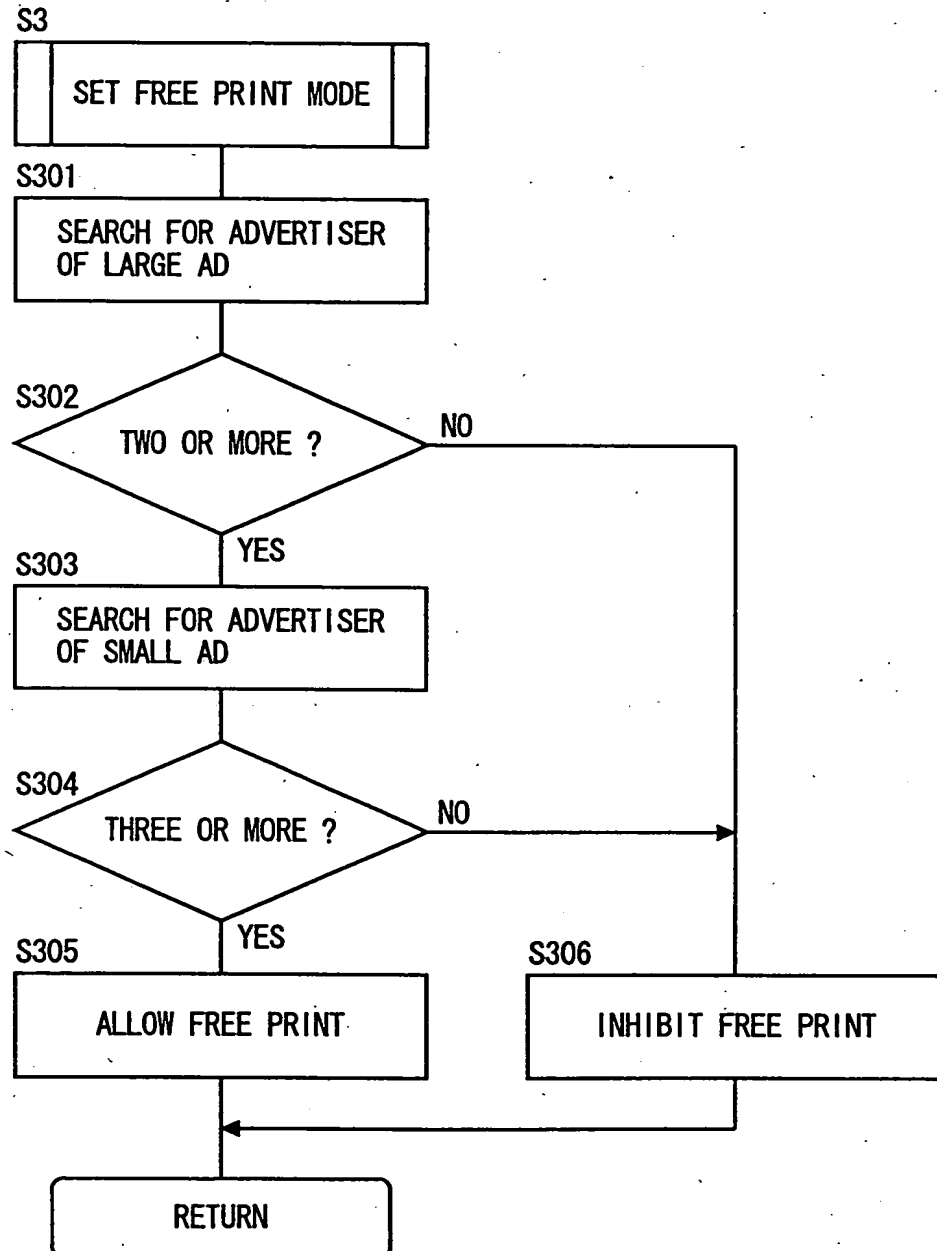 S3
SET FREE PRINT MODE
S301
SEARCH FOR ADVERTISER
OF LARGE AD
S302
TWO OR MORE ?
NO
YES
S303
SEARCH FOR ADVERTISER
OF SMALL AD
S304
THREE OR MORE ?
NO
YES
S305
ALLOW FREE PRINT
S306
INHIBIT FREE PRINT
RETURN